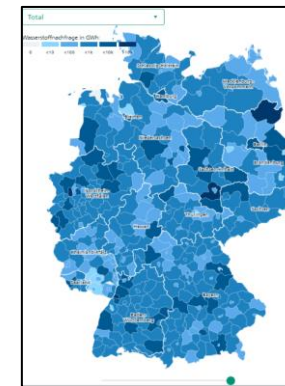 Total
Wasserstoffnachfrage in GWh:
Schleswig-Holstein
Mecklenburg-
Vorpommern
Hamburg
Bremen
Niedersachsen
Berlin
Brandenburg
Sachsen-Anhalt
Nordrhein-
Westfalen
Sachsen
Thüringen
Hessen
Rheinland-Pfalz
Saarland
Bayern
Baden-
Württemberg